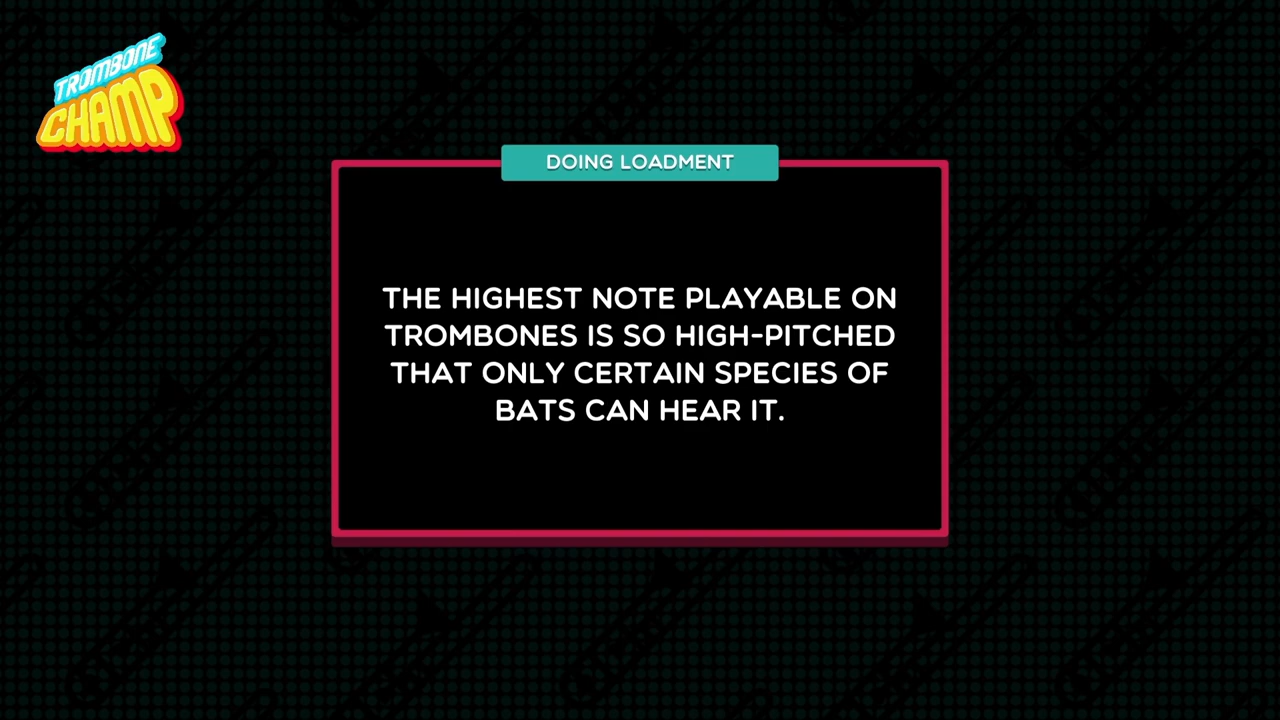 TROMBONE
CHAMP
DOING LOADMENT
THE HIGHEST NOTE PLAYABLE ON
TROMBONES IS SO HIGH-PITCHED
THAT ONLY CERTAIN SPECIES OF
BATS CAN HEAR IT.